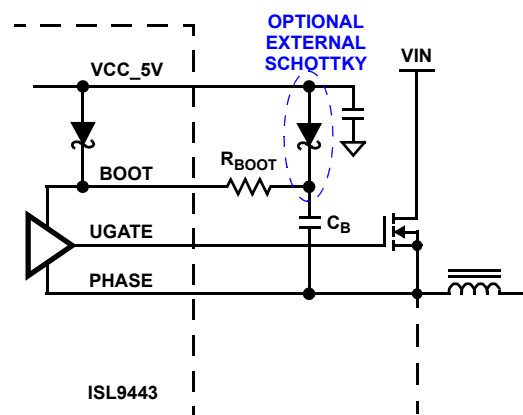 OPTIONAL
EXTERNAL
SCHOTTKY
VIN
VCC_5V
BOOT
RBOOT
CB
UGATE
PHASE
ISL9443